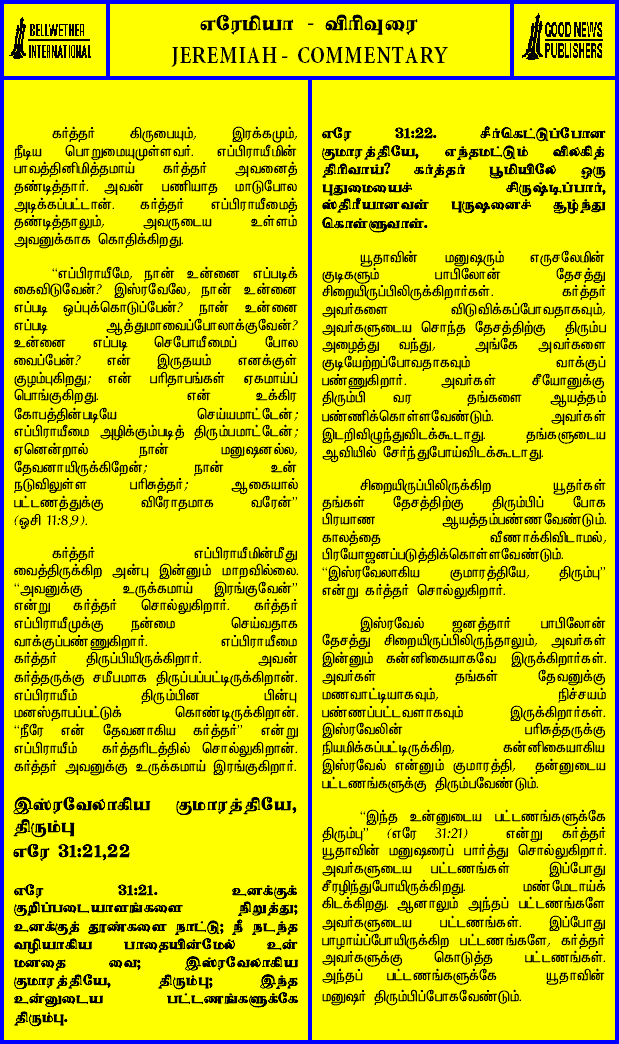 BELLWETHER
INTERNATIONAL
எரேமியா - விரிவுரை
JEREMIAH - COMMENTARY
GOOD NEWS
PUBLISHERS
கர்த்தர் கிருபையும், இரக்கமும்,
நீடிய பொறுமையுமுள்ளவர். எப்பிராயீமின்
பாவத்தினிமித்தமாய் கர்த்தர் அவனைத்
தண்டித்தார். அவன் பணியாத மாடுபோல
அடிக்கப்பட்டான். கர்த்தர் எப்பிராயீமைத்
தண்டித்தாலும், அவருடைய உள்ளம்
அவனுக்காக கொதிக்கிறது.
“எப்பிராயீமே, நான் உன்னை எப்படிக்
கைவிடுவேன்? இஸ்ரவேலே, நான் உன்னை
எப்படி ஒப்புக்கொடுப்பேன்? நான் உன்னை
எப்படி ஆத்துமாவைப்போலாக்குவேன்?
உன்னை எப்படி செபோயீமைப் போல
வைப்பேன்? என் இருதயம் எனக்குள்
குழம்புகிறது; என் பரிதாபங்கள் ஏகமாய்ப்
பொங்குகிறது. என் உக்கிர
கோபத்தின்படியே செய்யமாட்டேன்;
எப்பிராயீமை அழிக்கும்படித் திரும்பமாட்டேன்;
ஏனென்றால் நான் மனுஷனல்ல,
தேவனாயிருக்கிறேன்; நான் உன்
நடுவிலுள்ள பரிசுத்தர்; ஆகையால்
பட்டணத்துக்கு விரோதமாக வரேன்”
(ஓசி 11:8,9).
கர்த்தர் எப்பிராயீமின்மீது
வைத்திருக்கிற அன்பு இன்னும் மாறவில்லை.
“அவனுக்கு உருக்கமாய் இரங்குவேன்”
என்று கர்த்தர் சொல்லுகிறார். கர்த்தர்
எப்பிராயீமுக்கு நன்மை செய்வதாக
வாக்குப்பண்ணுகிறார். எப்பிராயீமை
கர்த்தர் திருப்பியிருக்கிறார். அவன்
கர்த்தருக்கு சமீபமாக திருப்பப்பட்டிருக்கிறான்.
எப்பிராயீம் திரும்பின பின்பு
மனஸ்தாபப்பட்டுக் கொண்டிருக்கிறான்.
“நீரே என் தேவனாகிய கர்த்தர்” என்று
எப்பிராயீம் கர்த்தரிடத்தில் சொல்லுகிறான்.
கர்த்தர் அவனுக்கு உருக்கமாய் இரங்குகிறார்.
இஸ்ரவேலாகிய குமாரத்தியே,
திரும்பு
எரே 31:21,22
எரே 31:21. உனக்குக்
குறிப்படையாளங்களை நிறுத்து;
உனக்குத் தூண்களை நாட்டு; நீ நடந்த
வழியாகிய பாதையின்மேல் உன்
மனதை வை; இஸ்ரவேலாகிய
குமாரத்தியே, திரும்பு; இந்த
உன்னுடைய பட்டணங்களுக்கே
திரும்பு.
எரே 31:22. சீர்கெட்டுப்போன
குமாரத்தியே, எந்தமட்டும் விலகித்
திரிவாய்? கர்த்தர் பூமியிலே ஒரு
புதுமையைச் சிருஷ்டிப்பார்,
ஸ்திரீயானவள் புருஷனைச் சூழ்ந்து
கொள்ளுவாள்.
யூதாவின் மனுஷரும் எருசலேமின்
குடிகளும் பாபிலோன் தேசத்து
சிறையிருப்பிலிருக்கிறார்கள். கர்த்தர்
அவர்களை விடுவிக்கப்போவதாகவும்,
அவர்களுடைய சொந்த தேசத்திற்கு திரும்ப
அழைத்து வந்து, அங்கே அவர்களை
குடியேற்றப்போவதாகவும் வாக்குப்
பண்ணுகிறார். அவர்கள் சீயோனுக்கு
திரும்பி வர தங்களை ஆயத்தம்
பண்ணிக்கொள்ளவேண்டும். அவர்கள்
இடறிவிழுந்துவிடக்கூடாது. தங்களுடைய
ஆவியில் சேர்ந்துபோய்விடக்கூடாது.
சிறையிருப்பிலிருக்கிற யூதர்கள்
தங்கள் தேசத்திற்கு திரும்பிப் போக
பிரயாண ஆயத்தம்பண்ணவேண்டும்.
காலத்தை வீணாக்கிவிடாமல்,
பிரயோஜனப்படுத்திக்கொள்ளவேண்டும்.
“இஸ்ரவேலாகிய குமாரத்தியே, திரும்பு”
என்று கர்த்தர் சொல்லுகிறார்.
இஸ்ரவேல் ஜனத்தார் பாபிலோன்
தேசத்து சிறையிருப்பிலிருந்தாலும், அவர்கள்
இன்னும் கன்னிகையாகவே இருக்கிறார்கள்.
அவர்கள் தங்கள் தேவனுக்கு
மணவாட்டியாகவும், நிச்சயம்
பண்ணப்பட்டவளாகவும் இருக்கிறார்கள்.
இஸ்ரவேலின் பரிசுத்தருக்கு
நியமிக்கப்பட்டிருக்கிற, கன்னிகையாகிய
இஸ்ரவேல் என்னும் குமாரத்தி, தன்னுடைய
பட்டணங்களுக்கு திரும்பவேண்டும்.
“இந்த உன்னுடைய பட்டணங்களுக்கே
திரும்பு” (எரே 31:21) என்று கர்த்தர்
யூதாவின் மனுஷரைப் பார்த்து சொல்லுகிறார்.
அவர்களுடைய பட்டணங்கள் இப்போது
சீரழிந்துபோயிருக்கிறது. மண்மேடாய்க்
கிடக்கிறது. ஆனாலும் அந்தப் பட்டணங்களே
அவர்களுடைய பட்டணங்கள். இப்போது
பாழாய்ப்போயிருக்கிற பட்டணங்களே, கர்த்தர்
அவர்களுக்கு கொடுத்த பட்டணங்கள்.
அந்தப் பட்டணங்களுக்கே யூதாவின்
மனுஷர் திரும்பிப்போகவேண்டும்.